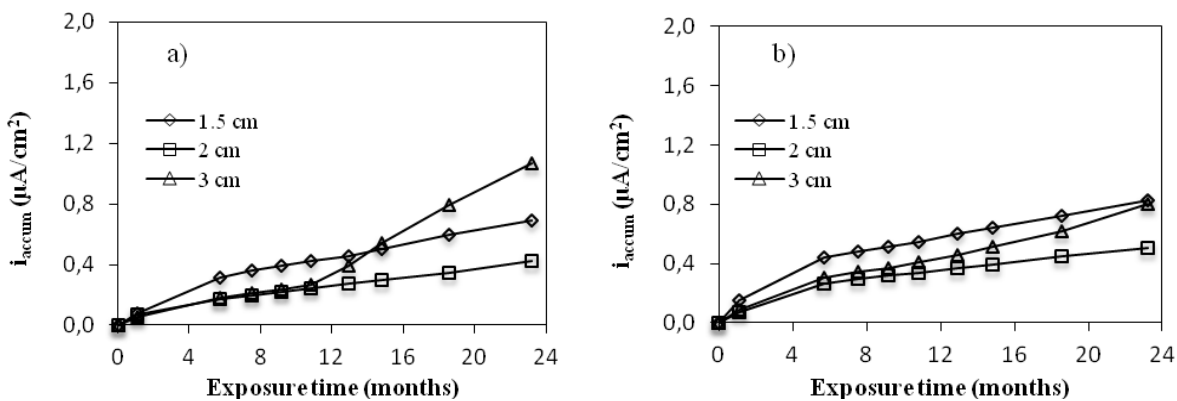 a)
2,0
1,6
1,2
0,8
0,4
0,0
i_accum (µA/cm²)
1.5 cm
2 cm
3 cm
0 4 8 12 16 20 24
Exposure time (months)
b)
2,0
1,6
1,2
0,8
0,4
0,0
i_accum (µA/cm²)
1.5 cm
2 cm
3 cm
0 4 8 12 16 20 24
Exposure time (months)